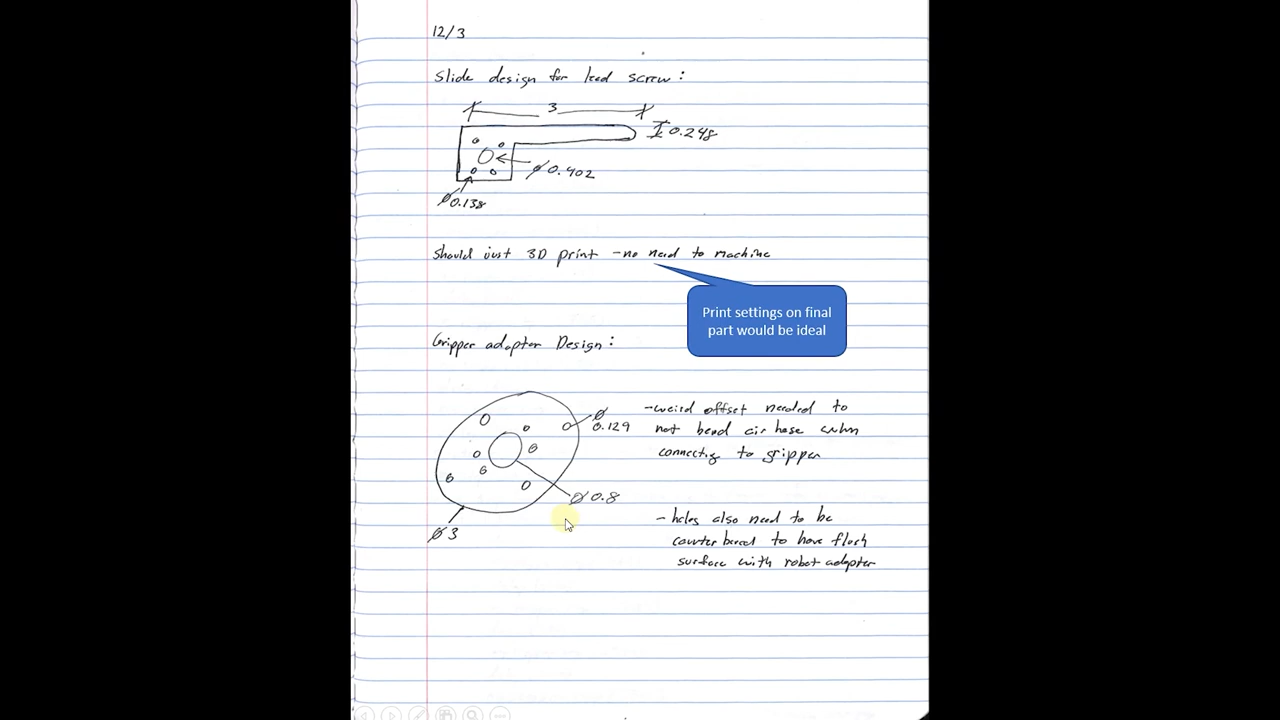 12/3
Slide design for lead screw:
3
0.248
Ø 0.402
Ø0.138
Should just 3D print - no need to machine
Print settings on final
part would be ideal
Gripper adapter Design:
Ø
0.129
Ø 0.8
Ø 3
- weird offset needed to
not bend air hose when
connecting to gripper
- holes also need to be
counter bored to have flush
surface with robot adapter